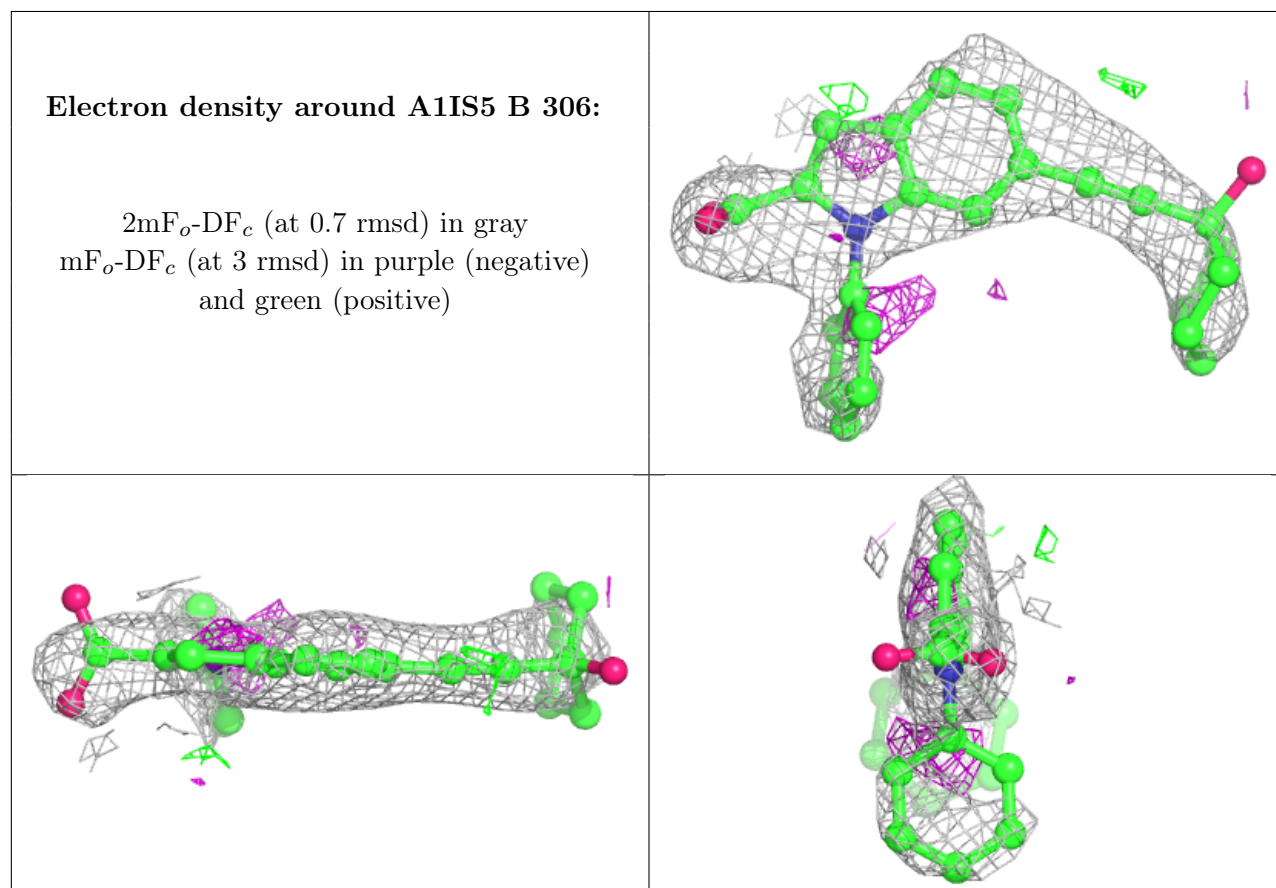 Electron density around A1IS5 B 306:
2mFo-DFc (at 0.7 rmsd) in gray
mFo-DFc (at 3 rmsd) in purple (negative)
and green (positive)